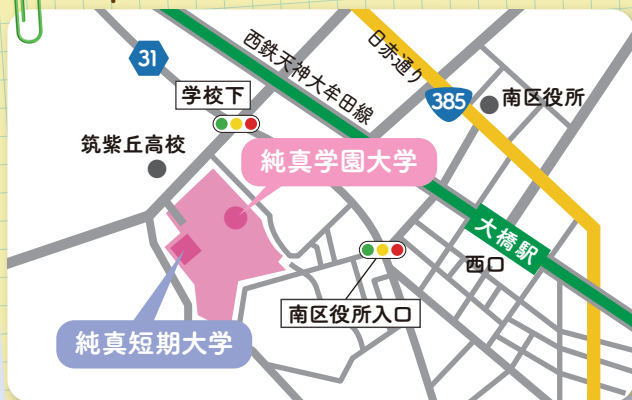 31
西鉄天神大牟田線
日赤通り
385
南区役所
学校下
筑紫丘高校
純真学園大学
大橋駅
西口
南区役所入口
純真短期大学